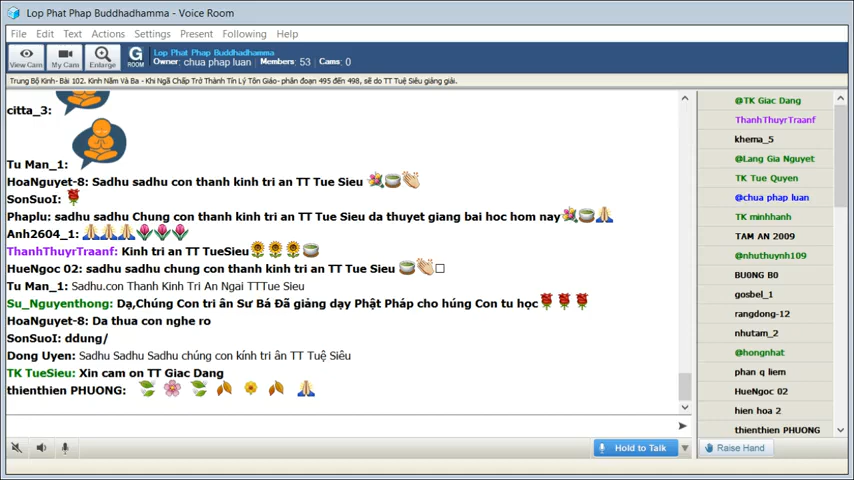 Lop Phat Phap Buddhadhamma - Voice Room
File Edit Text Actions Settings Present Following Help
View Cam My Cam Enlarge G ROOM
Lop Phat Phap Buddhadhamma
Owner: chua phap luan Members: 53 Cams: 0
Trung Bộ Kinh- Bài 102. Kinh Năm Và Ba - Khi Ngã Chấp Trở Thành Tín Lý Tôn Giáo- phân đoạn 495 đến 498, sẽ do TT Tuệ Siêu giảng giải.
citta_3:
Tu Man_1:
HoaNguyet-8: Sadhu sadhu con thanh kinh tri an TT Tue Sieu
SonSuoI:
Phaplu: sadhu sadhu Chung con thanh kinh tri an TT Tue Sieu da thuyet giang bai hoc hom nay
Anh2604_1:
ThanhThuyrTraanf: Kinh tri an TT TueSieu
HueNgoc 02: sadhu sadhu chung con thanh kinh tri an TT Tue Sieu
Tu Man_1: Sadhu.con Thanh Kinh Tri An Ngai TTTue Sieu
Su_Nguyenthong: Dạ,Chúng Con tri ân Sư Bá Đã giảng dạy Phật Pháp cho húng Con tu học
HoaNguyet-8: Da thua con nghe ro
SonSuoI: ddung/
Dong Uyen: Sadhu Sadhu Sadhu chúng con kính tri ân TT Tuệ Siêu
TK TueSieu: Xin cam on TT Giac Dang
thienthien PHUONG:
@TK Giac Dang
ThanhThuyrTraanf
khema_5
@Lang Gia Nguyet
TK Tue Quyen
@chua phap luan
TK minhhanh
TAM AN 2009
@nhuthuynh109
BU0NG B0
gosbel_1
rangdong-12
nhutam_2
@hongnhat
phan q liem
HueNgoc 02
hien hoa 2
thienthien PHUONG
Hold to Talk
Raise Hand